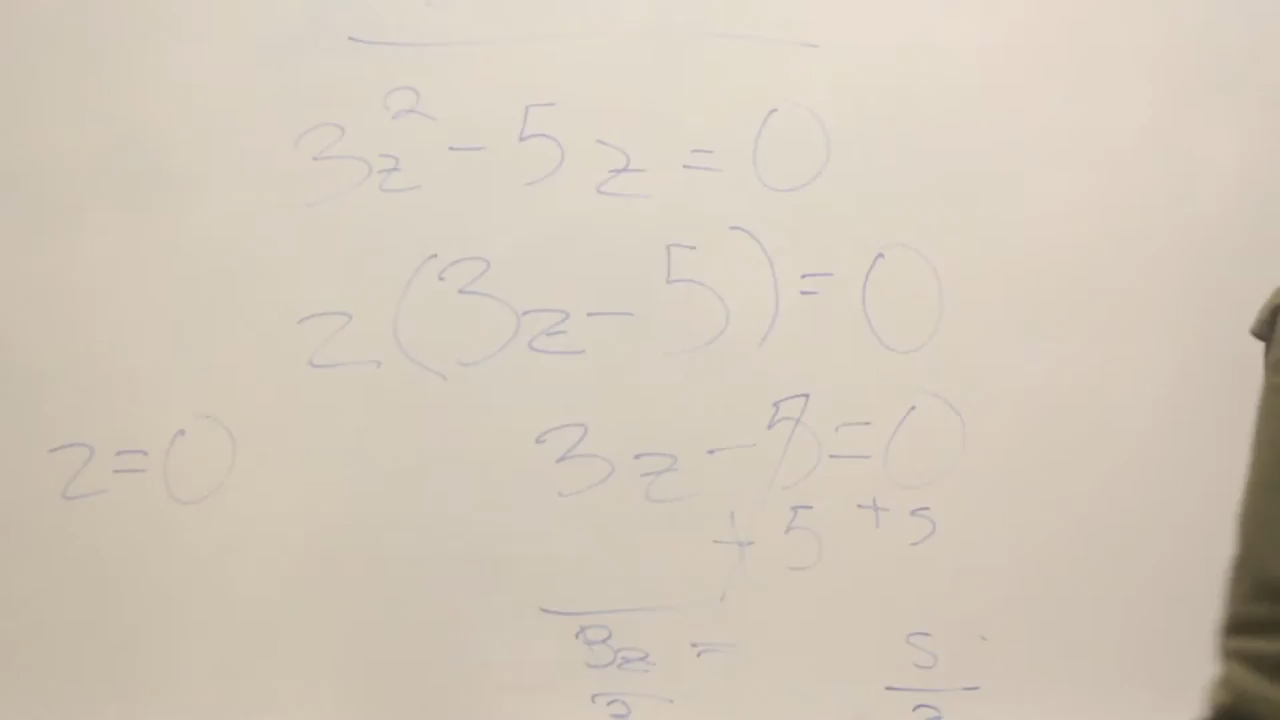 3z² - 5z = 0
z(3z - 5) = 0
z = 0
3z - 5 = 0
+ 5 + 5
3z = 5